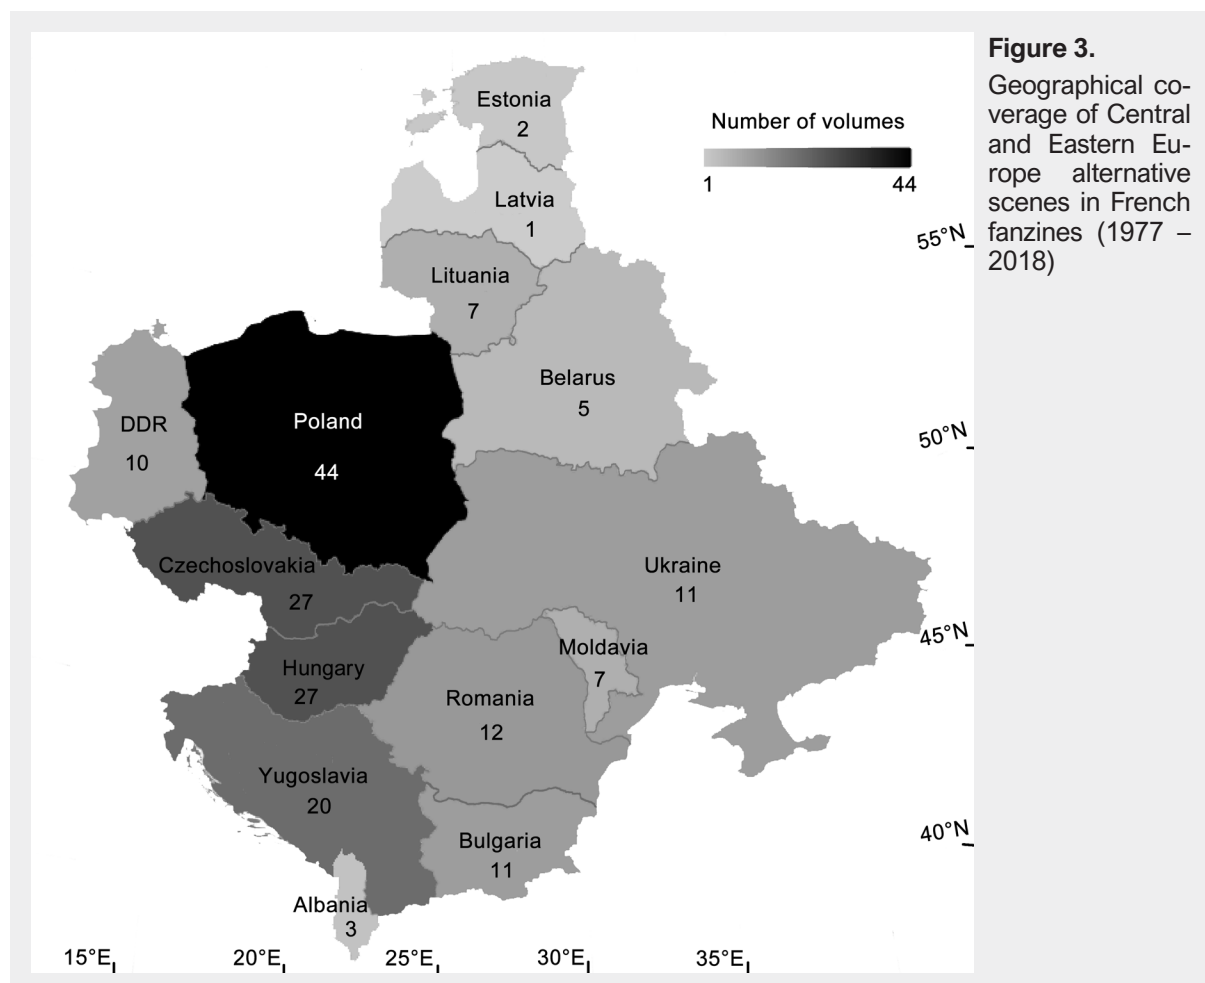 Figure 3.
Geographical co-
verage of Central
and Eastern Eu-
rope alternative
scenes in French
fanzines (1977 –
2018)
Number of volumes
1 44
Estonia
2
Latvia
1
55°N
Lituania
7
Belarus
5
DDR
10
Poland
44
50°N
Czechoslovakia
27
Ukraine
11
45°N
Moldavia
7
Hungary
27
Romania
12
Yugoslavia
20
Bulgaria
11
40°N
Albania
3
15°E 20°E 25°E 30°E 35°E